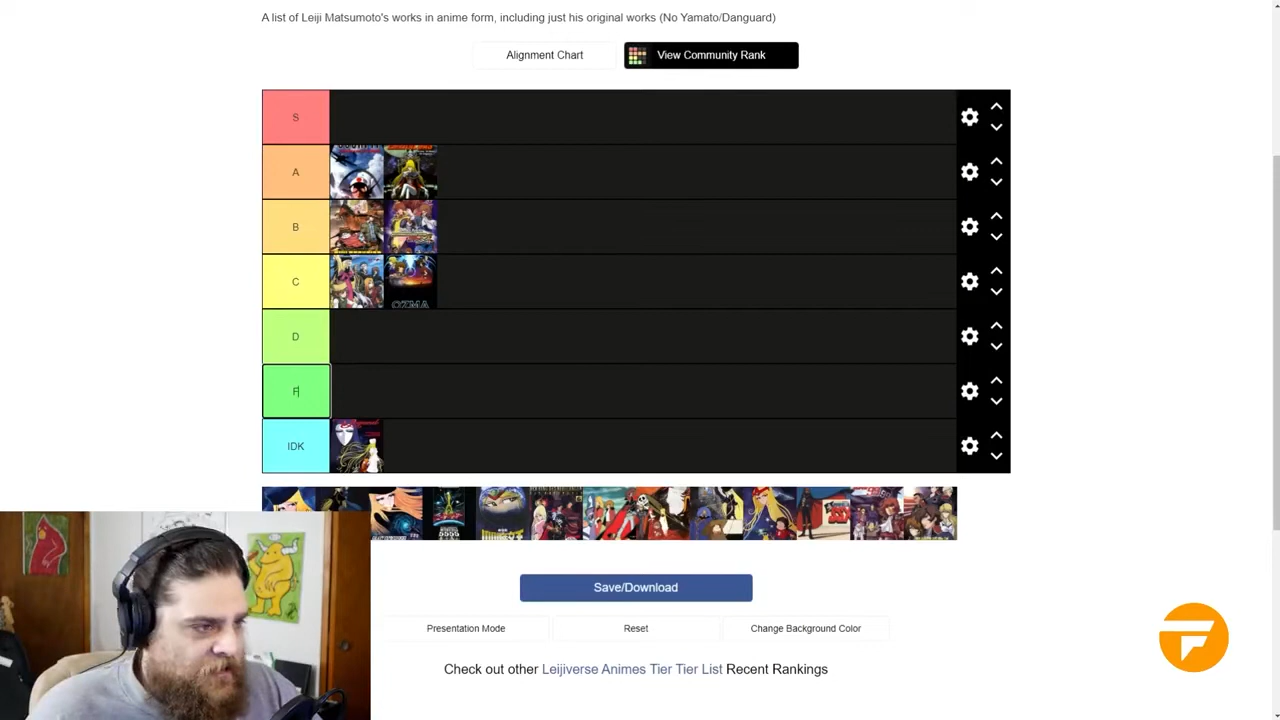 A list of Leiji Matsumoto's works in anime form, including just his original works (No Yamato/Danguard)
Alignment Chart
View Community Rank
S
A
B
C
OZMA
D
F
IDK
Save/Download
Presentation Mode
Reset
Change Background Color
Check out other Leijiverse Animes Tier Tier List Recent Rankings